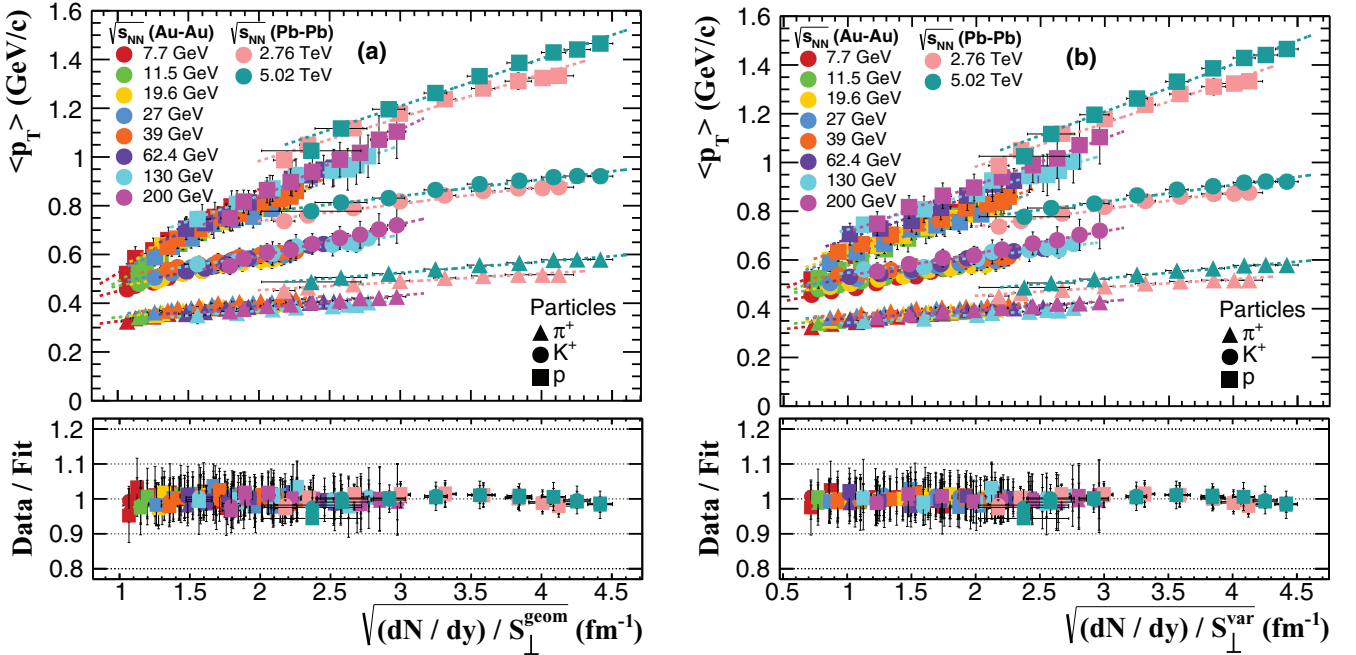 <p_T> (GeV/c)
1.6
1.4
1.2
1
0.8
0.6
0.4
0.2
0
√s_NN (Au-Au)
7.7 GeV
11.5 GeV
19.6 GeV
27 GeV
39 GeV
62.4 GeV
130 GeV
200 GeV
√s_NN (Pb-Pb)
2.76 TeV
5.02 TeV
(a)
Particles
π⁺
K⁺
p
Data / Fit
1.2
1.1
1
0.9
0.8
1 1.5 2 2.5 3 3.5 4 4.5
√(dN / dy) / S_⊥^geom (fm⁻¹)
<p_T> (GeV/c)
1.6
1.4
1.2
1
0.8
0.6
0.4
0.2
0
√s_NN (Au-Au)
7.7 GeV
11.5 GeV
19.6 GeV
27 GeV
39 GeV
62.4 GeV
130 GeV
200 GeV
√s_NN (Pb-Pb)
2.76 TeV
5.02 TeV
(b)
Particles
π⁺
K⁺
p
Data / Fit
1.2
1.1
1
0.9
0.8
0.5 1 1.5 2 2.5 3 3.5 4 4.5
√(dN / dy) / S_⊥^var (fm⁻¹)